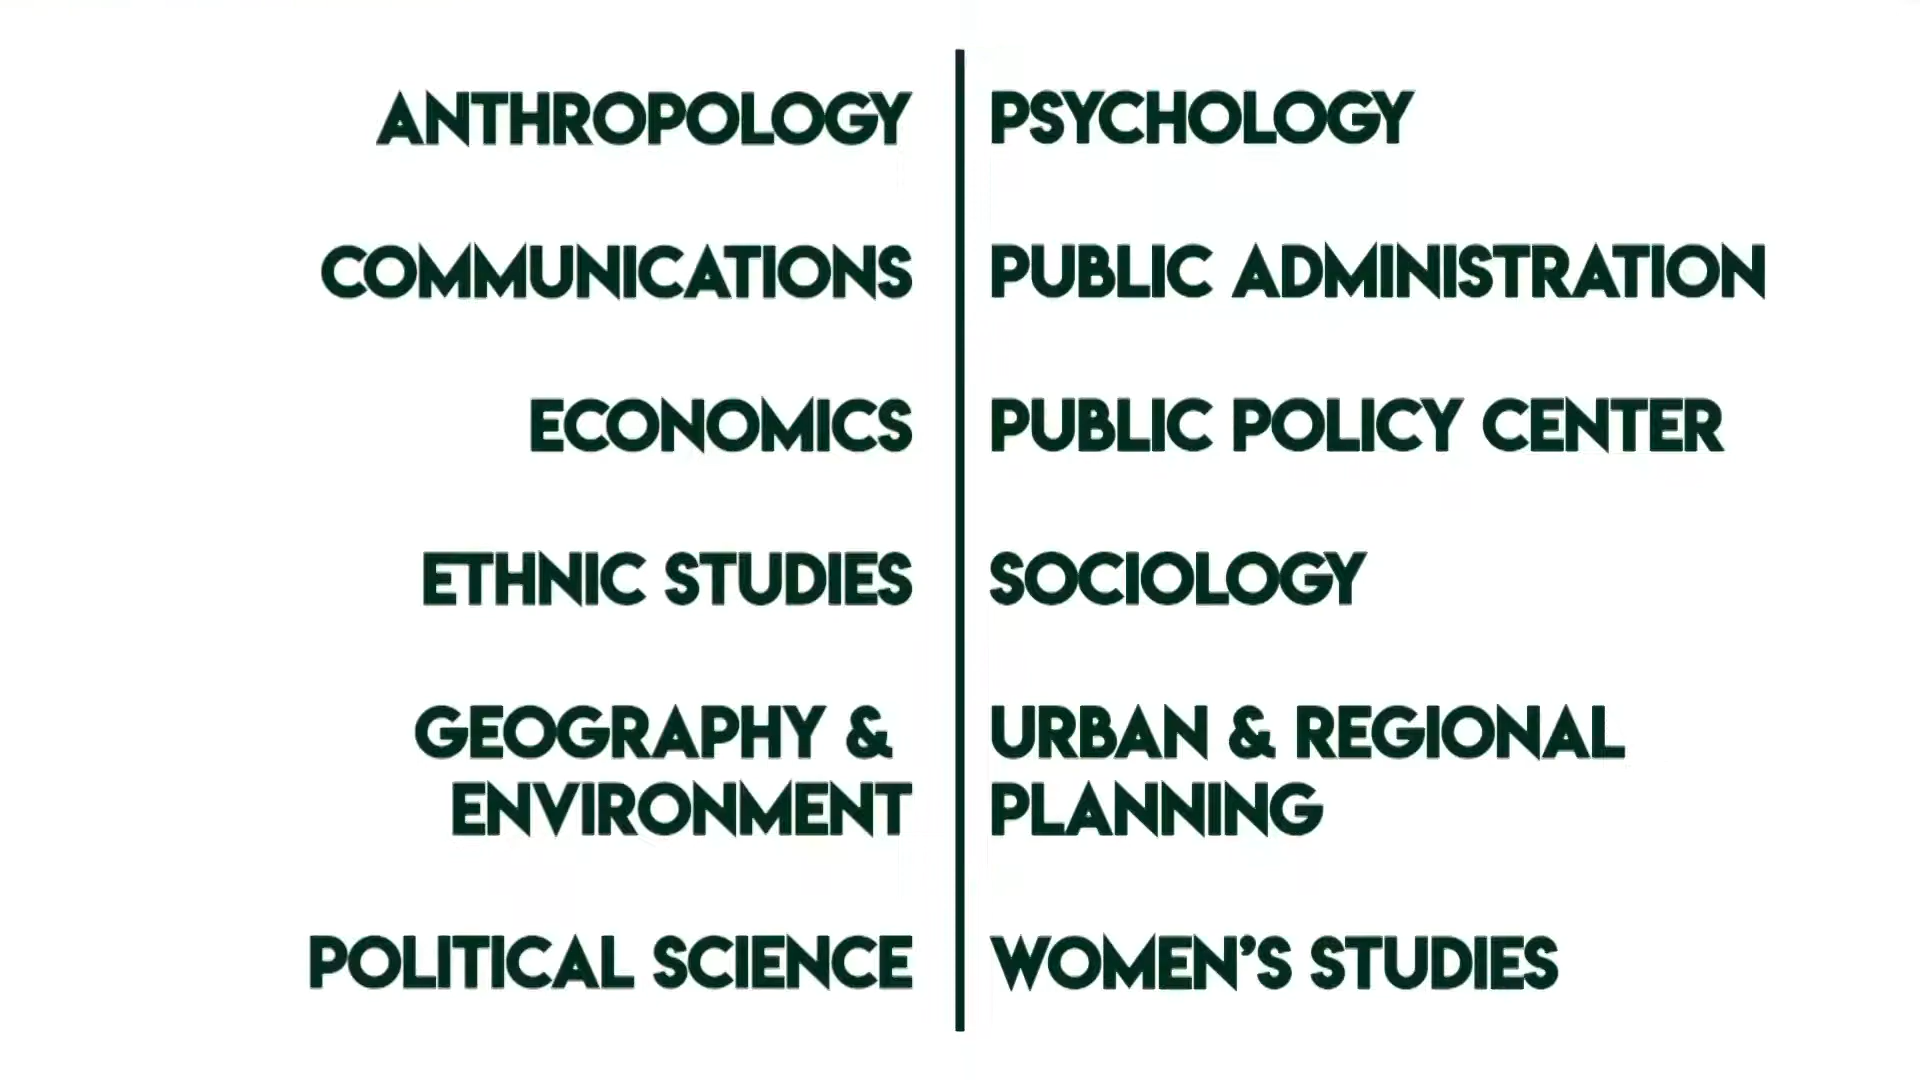 ANTHROPOLOGY
COMMUNICATIONS
ECONOMICS
ETHNIC STUDIES
GEOGRAPHY &
ENVIRONMENT
POLITICAL SCIENCE
PSYCHOLOGY
PUBLIC ADMINISTRATION
PUBLIC POLICY CENTER
SOCIOLOGY
URBAN & REGIONAL
PLANNING
WOMEN’S STUDIES